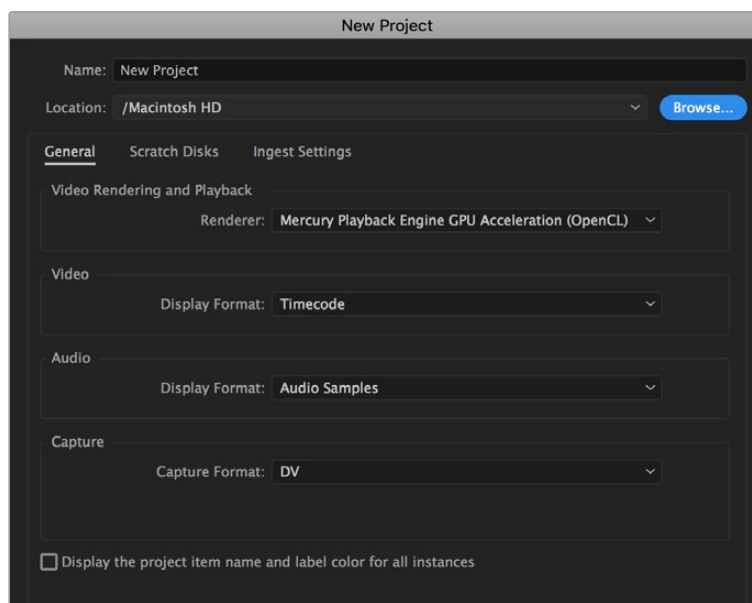 New Project
Name: New Project
Location: /Macintosh HD Browse...
General Scratch Disks Ingest Settings
Video Rendering and Playback
Renderer: Mercury Playback Engine GPU Acceleration (OpenCL)
Video
Display Format: Timecode
Audio
Display Format: Audio Samples
Capture
Capture Format: DV
Display the project item name and label color for all instances